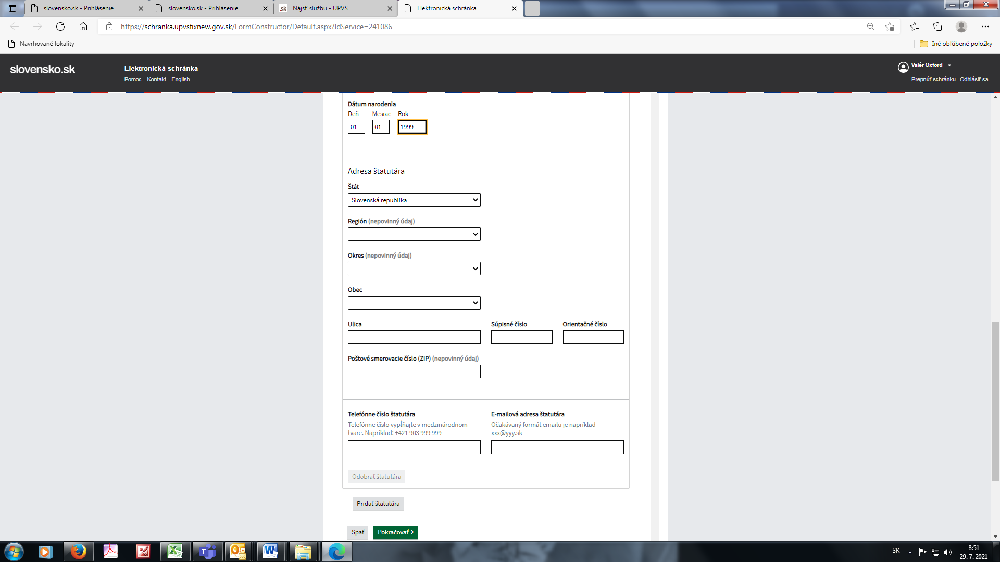 slovensko.sk - Prihlásenie
slovensko.sk - Prihlásenie
.sk Nájsť službu - UPVS
Elektronická schránka
https://schranka.upvsfixnew.gov.sk/FormConstructor/Default.aspx?IdService=241086
Navrhované lokality
Iné obľúbené položky
slovensko.sk
Elektronická schránka
Pomoc Kontakt English
Valér Oxford
Prepnúť schránku Odhlásiť sa
Dátum narodenia
Deň Mesiac Rok
01 01 1999
Adresa štatutára
Štát
Slovenská republika
Región (nepovinný údaj)
Okres (nepovinný údaj)
Obec
Ulica Súpisné číslo Orientačné číslo
Poštové smerovacie číslo (ZIP) (nepovinný údaj)
Telefónne číslo štatutára
Telefónne číslo vypĺňajte v medzinárodnom
tvare. Napríklad: +421 903 999 999
E-mailová adresa štatutára
Očakávaný formát emailu je napríklad
xxx@yyy.sk
Odobrať štatutára
Pridať štatutára
Späť Pokračovať
SK
8:51
29. 7. 2021